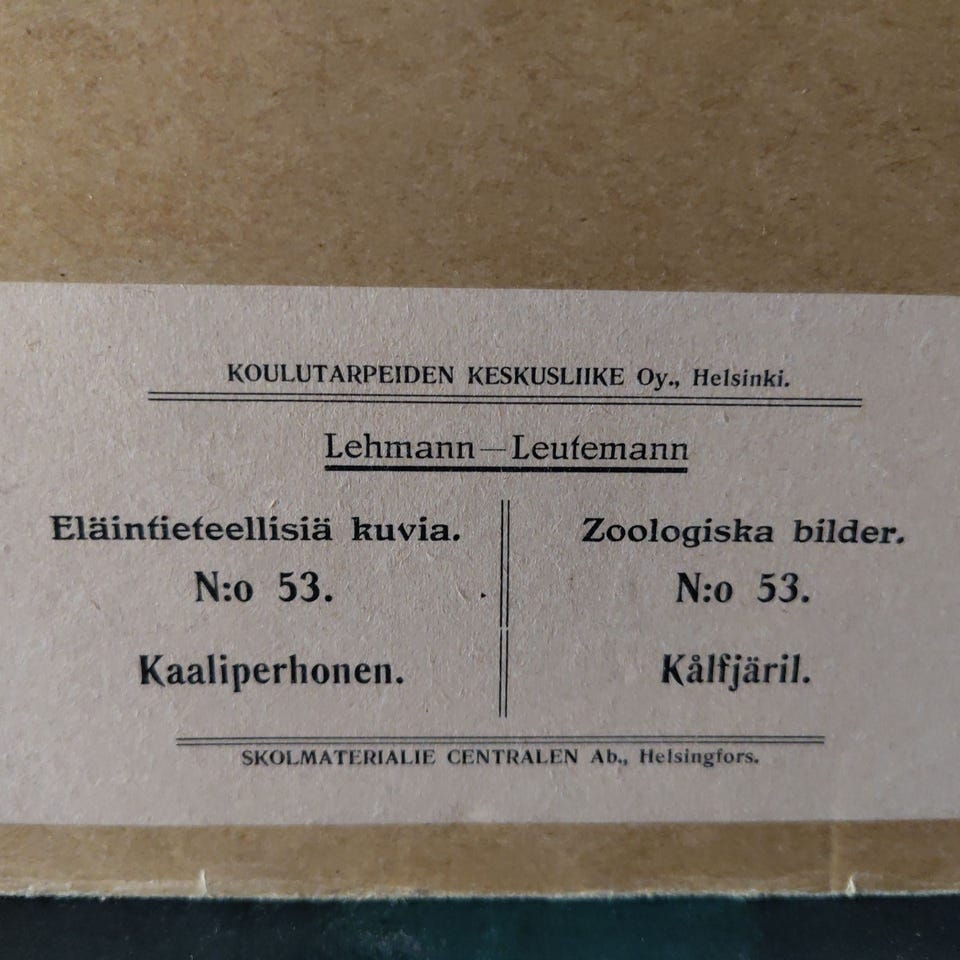 KOULUTARPEIDEN KESKUSLIIKE Oy., Helsinki.
Lehmann—Leutemann
Eläintieteellisiä kuvia.
N:o 53.
Kaaliperhonen.
Zoologiska bilder.
N:o 53.
Kålfjäril.
SKOLMATERIALIE CENTRALEN Ab., Helsingfors.